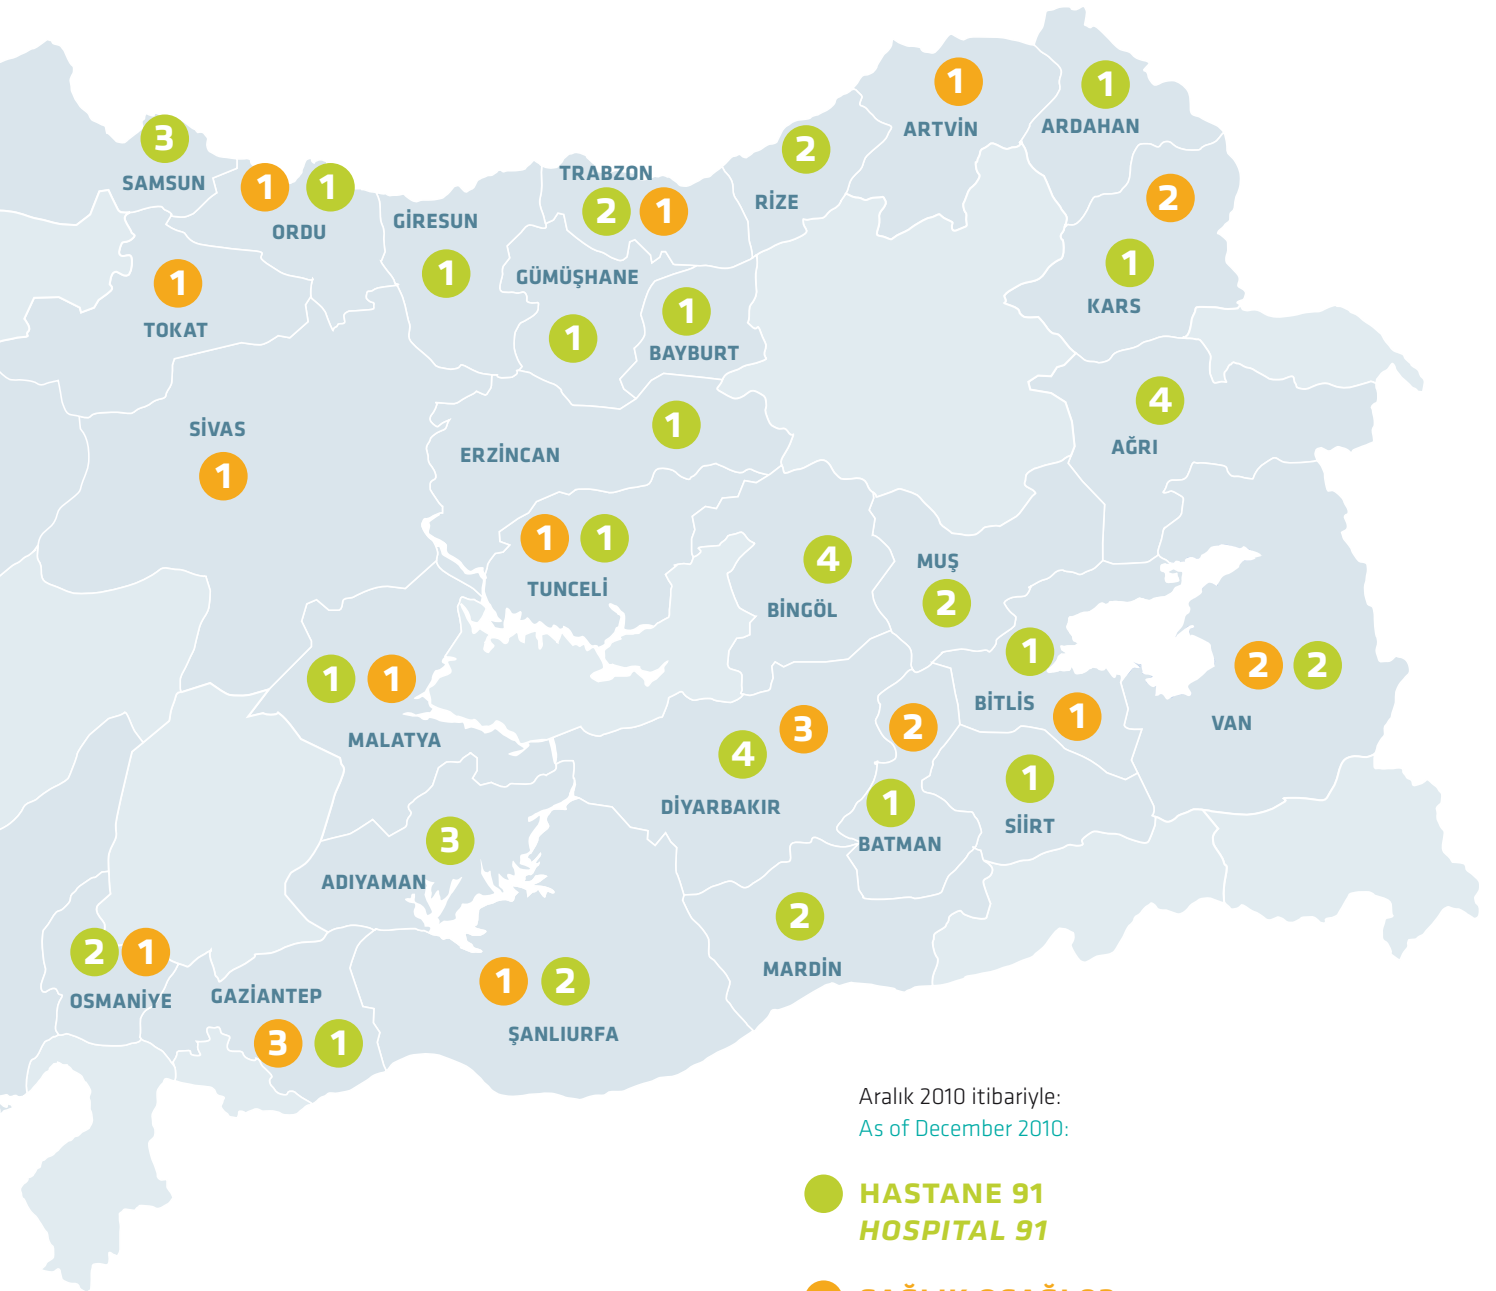 1
ARTVİN
1
ARDAHAN
3
SAMSUN
1 1
ORDU
GİRESUN
1
TRABZON
2 1
2
RİZE
2
1
KARS
1
TOKAT
GÜMÜŞHANE
1
1
BAYBURT
4
AĞRI
SİVAS
1
ERZİNCAN
1
1 1
TUNCELİ
4
BİNGÖL
MUŞ
2
1
BİTLİS
1
2 2
VAN
1 1
MALATYA
4
3
DİYARBAKIR
2
1
BATMAN
1
SİİRT
3
ADIYAMAN
2
MARDİN
2 1
OSMANİYE
GAZİANTEP
3 1
1 2
ŞANLIURFA
Aralık 2010 itibariyle:
As of December 2010:
HASTANE 91
HOSPITAL 91